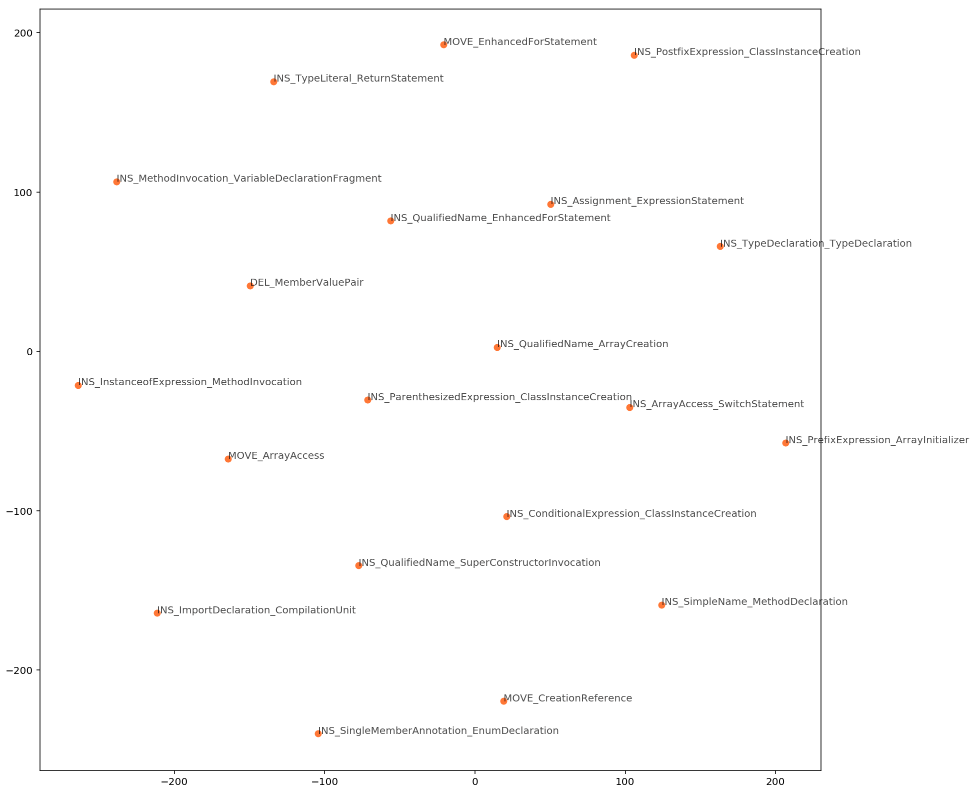 200
MOVE_EnhancedForStatement
INS_PostfixExpression_ClassInstanceCreation
INS_TypeLiteral_ReturnStatement
INS_MethodInvocation_VariableDeclarationFragment
100
INS_Assignment_ExpressionStatement
INS_QualifiedName_EnhancedForStatement
INS_TypeDeclaration_TypeDeclaration
DEL_MemberValuePair
INS_QualifiedName_ArrayCreation
0
INS_InstanceofExpression_MethodInvocation
INS_ParenthesizedExpression_ClassInstanceCreation
INS_ArrayAccess_SwitchStatement
INS_PrefixExpression_ArrayInitializer
MOVE_ArrayAccess
−100
INS_ConditionalExpression_ClassInstanceCreation
INS_QualifiedName_SuperConstructorInvocation
INS_SimpleName_MethodDeclaration
INS_ImportDeclaration_CompilationUnit
−200
MOVE_CreationReference
INS_SingleMemberAnnotation_EnumDeclaration
−200 −100 0 100 200